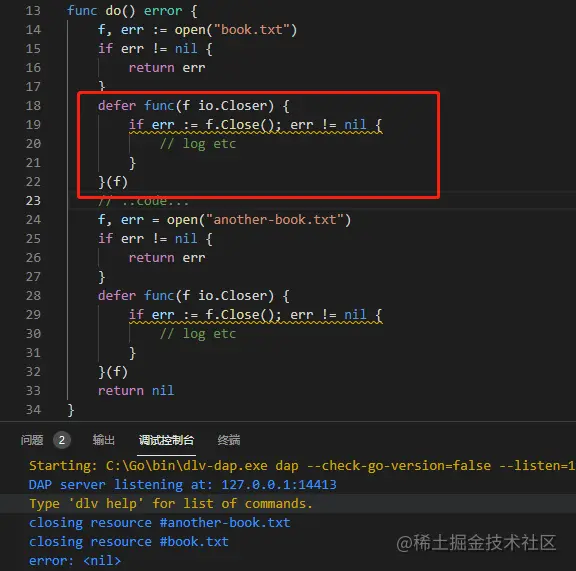 13 func do() error {
14 f, err := open("book.txt")
15 if err != nil {
16 return err
17 }
18 defer func(f io.Closer) {
19 if err := f.Close(); err != nil {
20 // log etc
21 }
22 }(f)
23 // ..code...
24 f, err = open("another-book.txt")
25 if err != nil {
26 return err
27 }
28 defer func(f io.Closer) {
29 if err := f.Close(); err != nil {
30 // log etc
31 }
32 }(f)
33 return nil
34 }
问题 2 输出 调试控制台 终端
Starting: C:\Go\bin\dlv-dap.exe dap --check-go-version=false --listen=1
DAP server listening at: 127.0.0.1:14413
Type 'dlv help' for list of commands.
closing resource #another-book.txt
closing resource #book.txt
error: <nil>
@稀土掘金技术社区